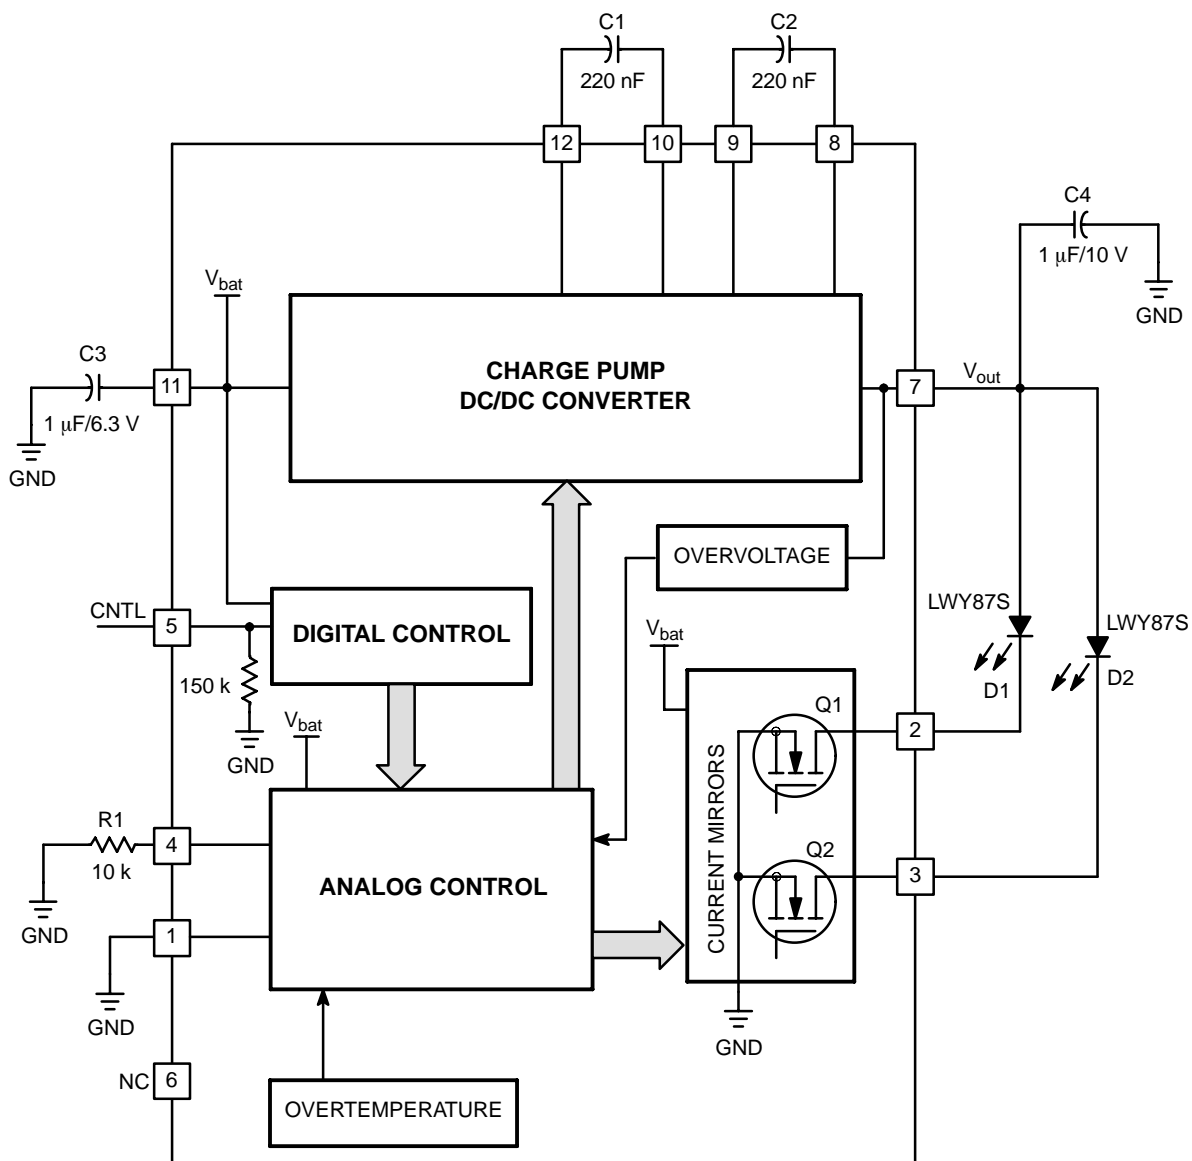 C1
C2
220 nF
220 nF
12
10
9
8
C4
1 μF/10 V
GND
Vbat
C3
11
1 μF/6.3 V
GND
CHARGE PUMP
DC/DC CONVERTER
7
Vout
OVERVOLTAGE
CNTL
5
DIGITAL CONTROL
150 k
GND
Vbat
LWY87S
D1
LWY87S
D2
Vbat
CURRENT MIRRORS
Q1
2
Q2
3
GND
R1
4
10 k
GND
ANALOG CONTROL
1
GND
NC
6
OVERTEMPERATURE